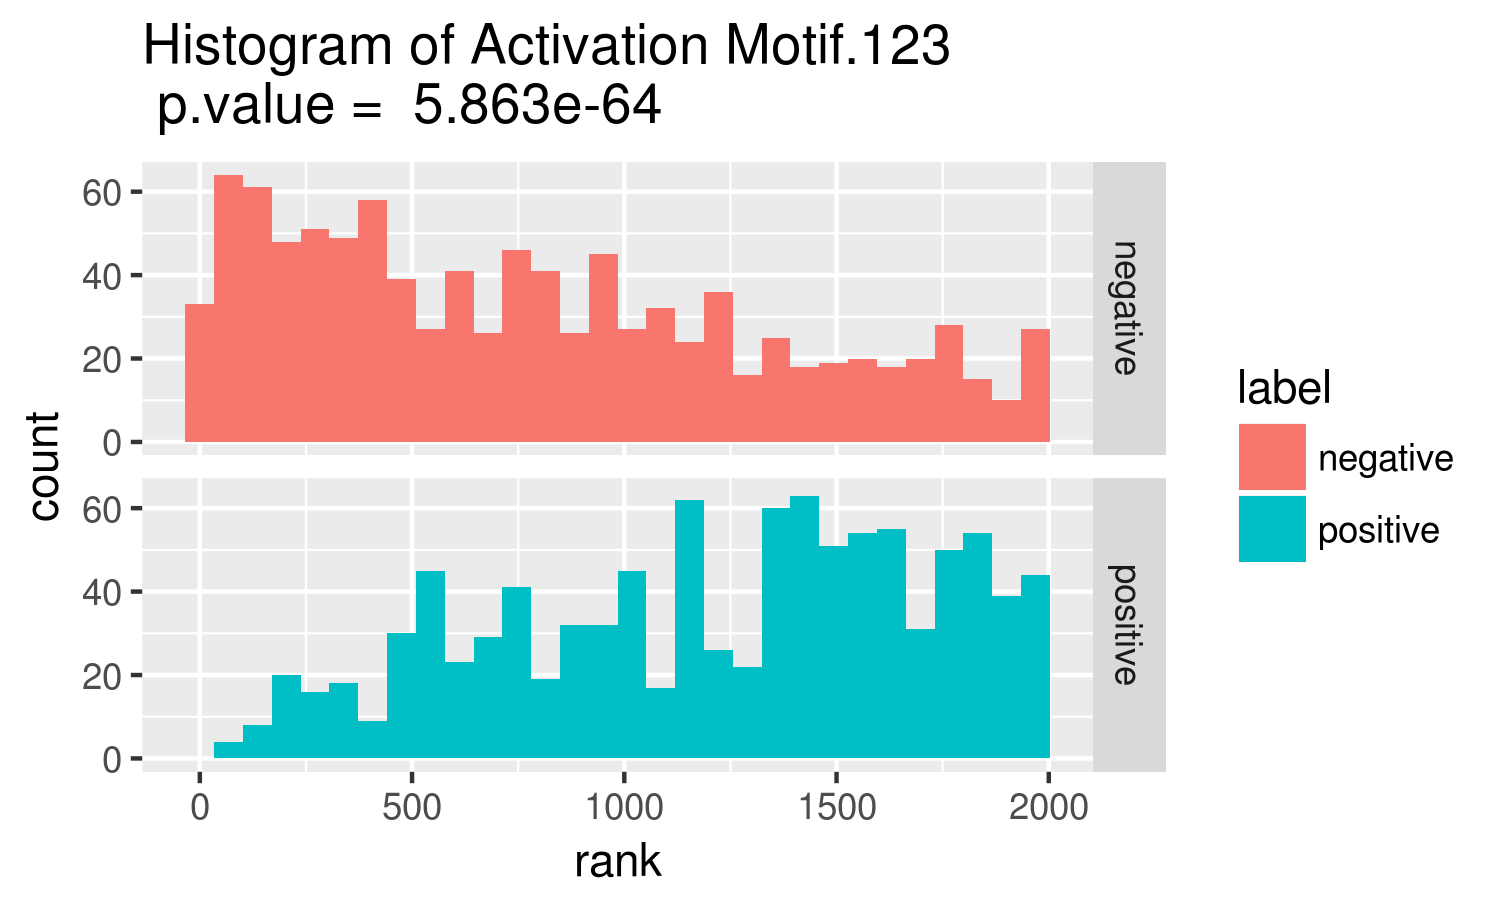 Histogram of Activation Motif.123
p.value = 5.863e-64
60
40
20
0
negative
60
40
20
0
positive
count
0 500 1000 1500 2000
rank
label
negative
positive